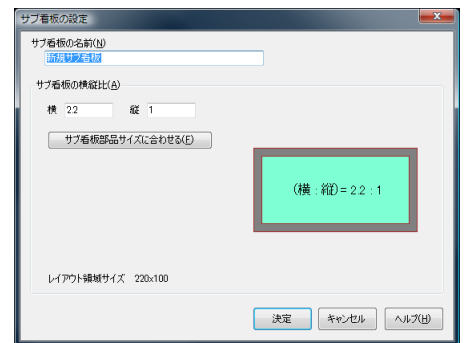 サブ看板の設定
サブ看板の名前(N)
新規サブ看板
サブ看板の横縦比(A)
横 2.2 縦 1
サブ看板部品サイズに合わせる(F)
(横 : 縦) = 2.2 : 1
レイアウト領域サイズ 220x100
決定 キャンセル ヘルプ(H)